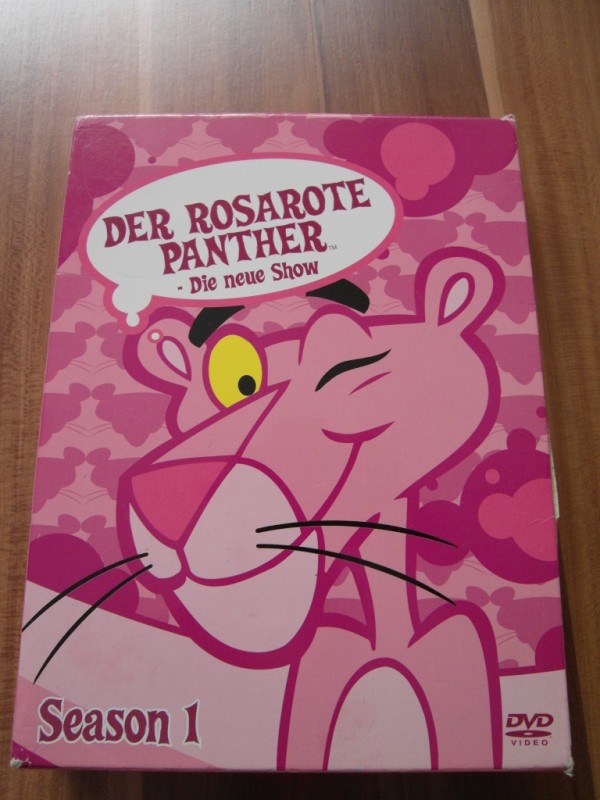 DER ROSAROTE
PANTHER™
- Die neue Show
Season 1
DVD
VIDEO